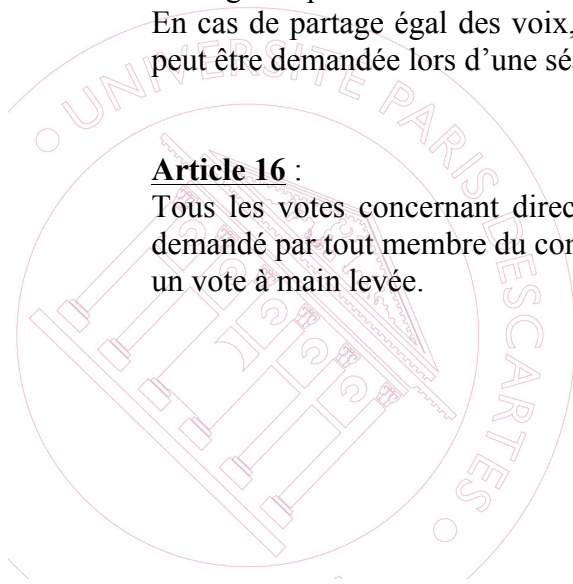 En cas de partage égal des voix,
peut être demandée lors d'une sé
Article 16 :
Tous les votes concernant direc
demandé par tout membre du con
un vote à main levée.
UNIVERSITE PARIS DESCARTES